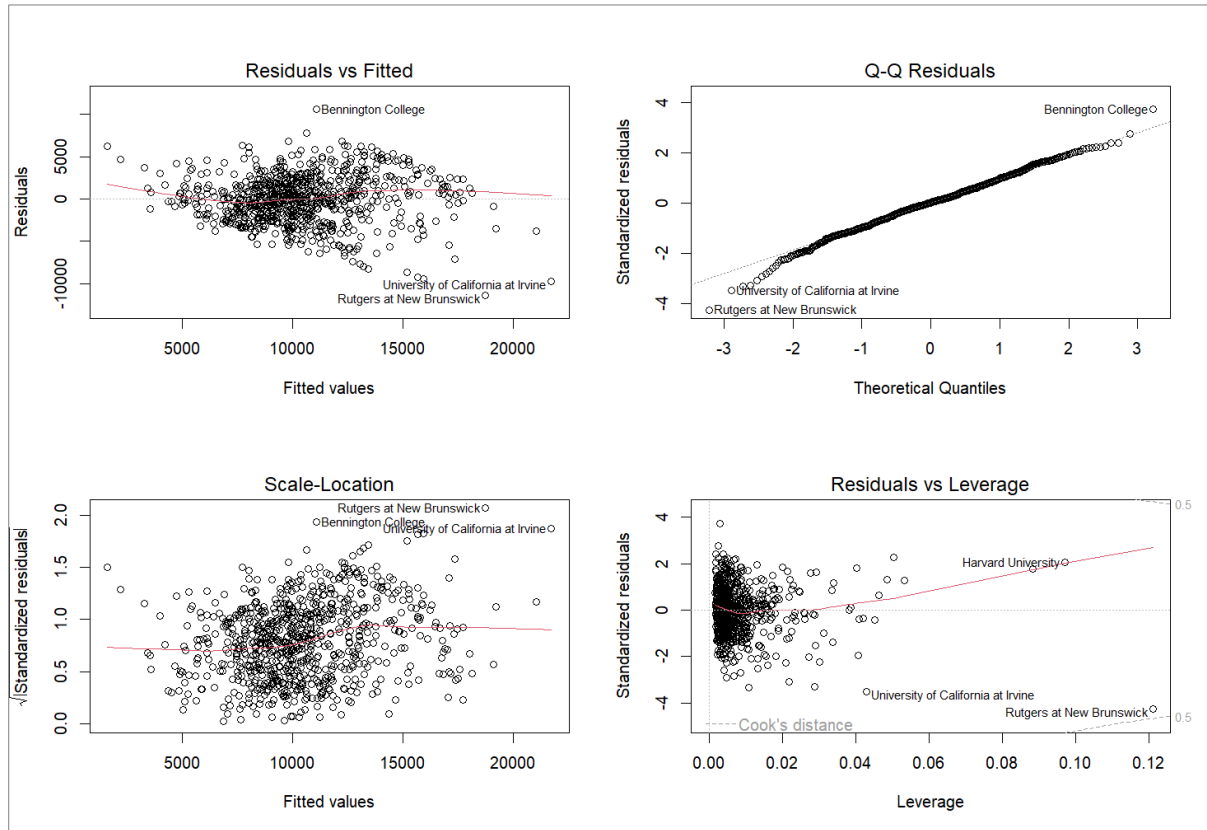 Residuals vs Fitted
Residuals
5000
0
-10000
Bennington College
University of California at Irvine
Rutgers at New Brunswick
5000
10000
15000
20000
Fitted values
Q-Q Residuals
Standardized residuals
4
2
0
-2
-4
Bennington College
University of California at Irvine
Rutgers at New Brunswick
-3
-2
-1
0
1
2
3
Theoretical Quantiles
Scale-Location
√|Standardized residuals|
2.0
1.5
1.0
0.5
0.0
Rutgers at New Brunswick
Bennington College
University of California at Irvine
5000
10000
15000
20000
Fitted values
Residuals vs Leverage
Standardized residuals
4
2
0
-2
-4
0.5
Harvard University
University of California at Irvine
Rutgers at New Brunswick
0.5
Cook's distance
0.00
0.02
0.04
0.06
0.08
0.10
0.12
Leverage